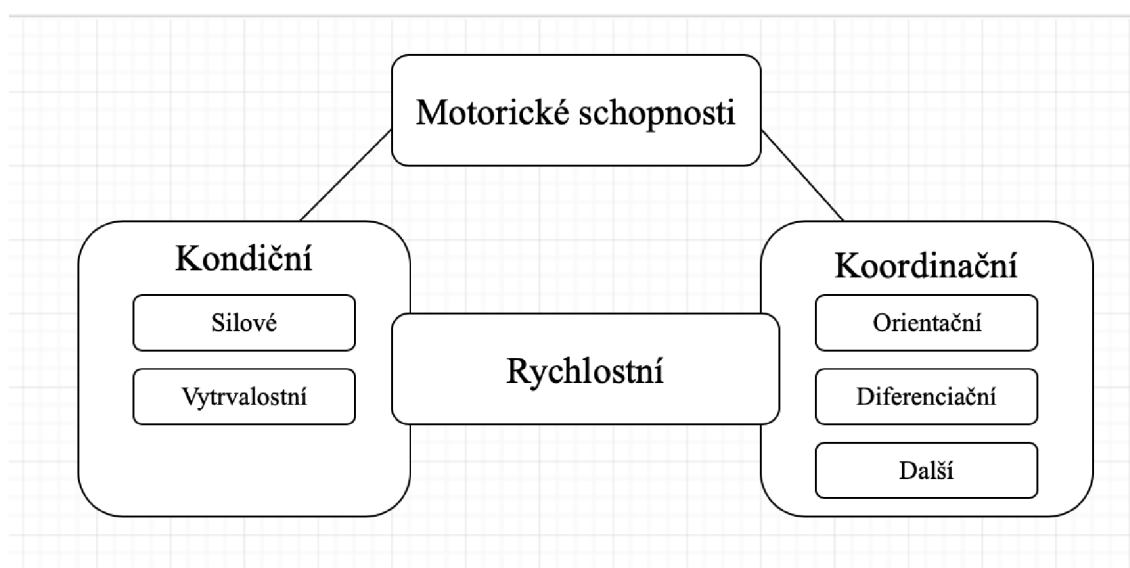 Motorické schopnosti
Kondiční
Silové
Vytrvalostní
Rychlostní
Koordinační
Orientační
Diferenciační
Další